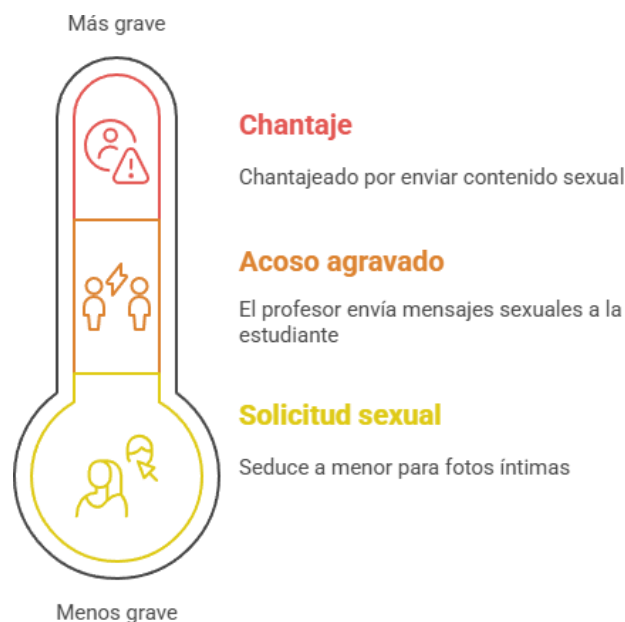 Más grave
Chantaje
Chantajeado por enviar contenido sexual
Acoso agravado
El profesor envía mensajes sexuales a la
estudiante
Solicitud sexual
Seduce a menor para fotos íntimas
Menos grave